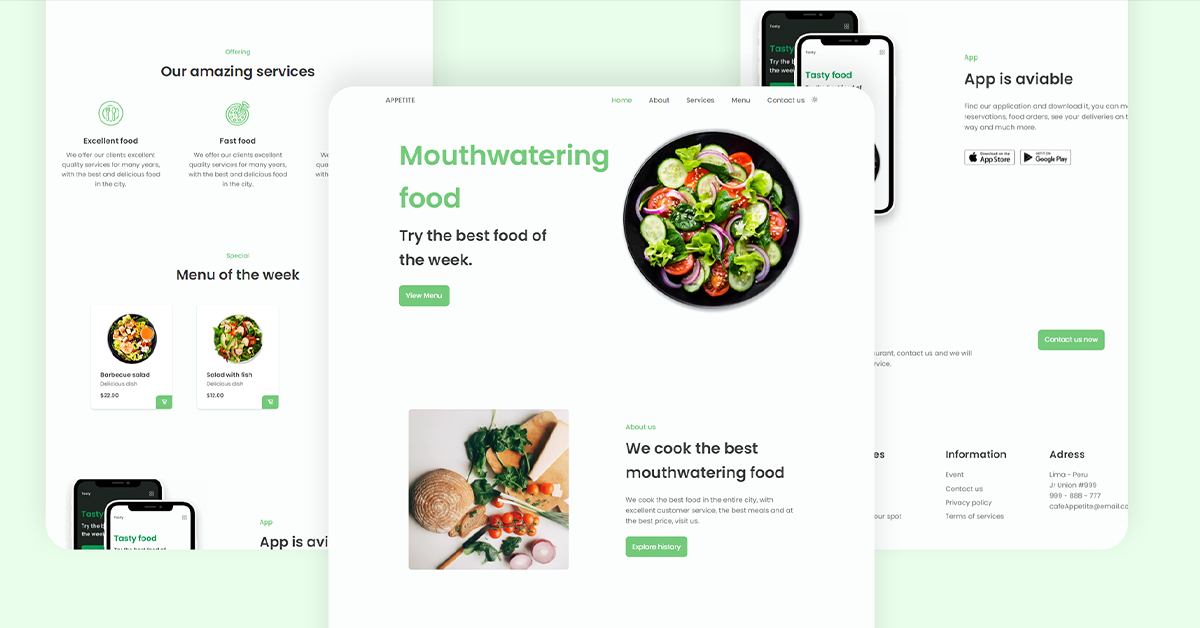 Offering
Our amazing services
Excellent food
We offer our clients excellent
quality services for many years,
with the best and delicious food
in the city.
Fast food
We offer our clients excellent
quality services for many years,
with the best and delicious food
in the city.
We
qua
with
Special
Menu of the week
Barbecue salad
Delicious dish
$22.00
Salad with fish
Delicious dish
$12.00
Tasty
Tasty
Try the b
the week
Tasty
Tasty food
Try the best food of
App
App is avi
APPETITE
Home
About
Services
Menu
Contact us
Mouthwatering
food
Try the best food of
the week.
View Menu
About us
We cook the best
mouthwatering food
We cook the best food in the entire city, with
excellent customer service, the best meals and at
the best price, visit us.
Explore history
Tasty
Tasty
Try the b
the wee
Tasty
Tasty food
App
App is aviable
Find our application and download it, you can m
reservations, food orders, see your deliveries on t
way and much more.
Download on the
App Store
GET IT ON
Google Play
urant, contact us and we will
rvice.
Contact us now
es
our spot
Information
Event
Contact us
Privacy policy
Terms of services
Adress
Lima - Peru
Jr Union #999
999 - 888 - 777
cafeAppetite@email.co